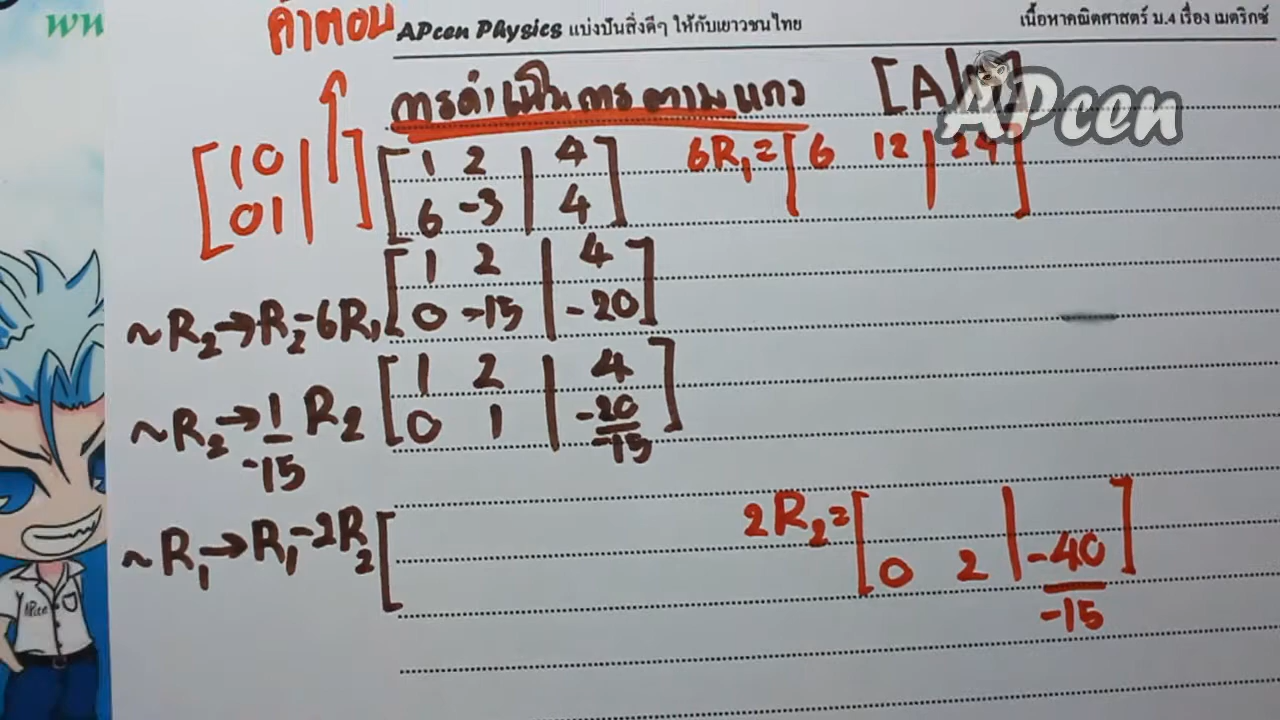 พท
คำตอบ
APcen Physics แบ่งปันสิ่งดีๆ ให้กับเยาวชนไทย
เนื้อหาคณิตศาสตร์ ม.4 เรื่อง เมตริกซ์
การดำเนินการตามแถว
[A|
APcen
[1 0 |
0 1 | ]
[1 2 | 4
6 -3 | 4]
6R₁ = [6 12 | 24]
~R₂→R₂-6R₁ [1 2 | 4
0 -15 | -20]
~R₂→1/-15 R₂ [1 2 | 4
0 1 | -20/-15]
~R₁→R₁-2R₂ [
2R₂ = [0 2 | -40/-15]
APcen